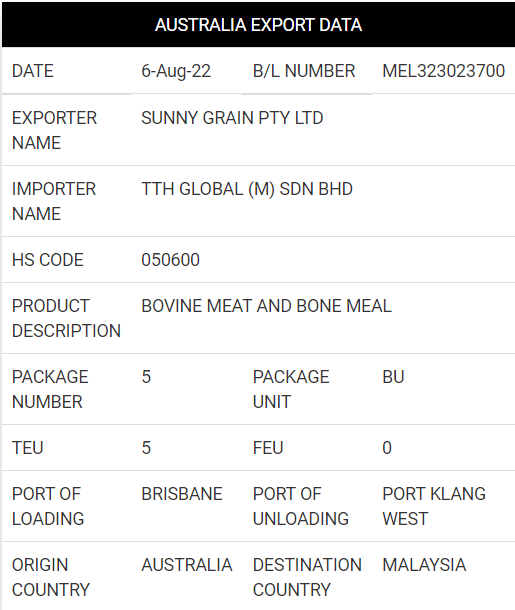 AUSTRALIA EXPORT DATA
DATE 6-Aug-22 B/L NUMBER MEL323023700
EXPORTER NAME SUNNY GRAIN PTY LTD
IMPORTER NAME TTH GLOBAL (M) SDN BHD
HS CODE 050600
PRODUCT DESCRIPTION BOVINE MEAT AND BONE MEAL
PACKAGE NUMBER 5 PACKAGE UNIT BU
TEU 5 FEU 0
PORT OF LOADING BRISBANE PORT OF UNLOADING PORT KLANG WEST
ORIGIN COUNTRY AUSTRALIA DESTINATION COUNTRY MALAYSIA